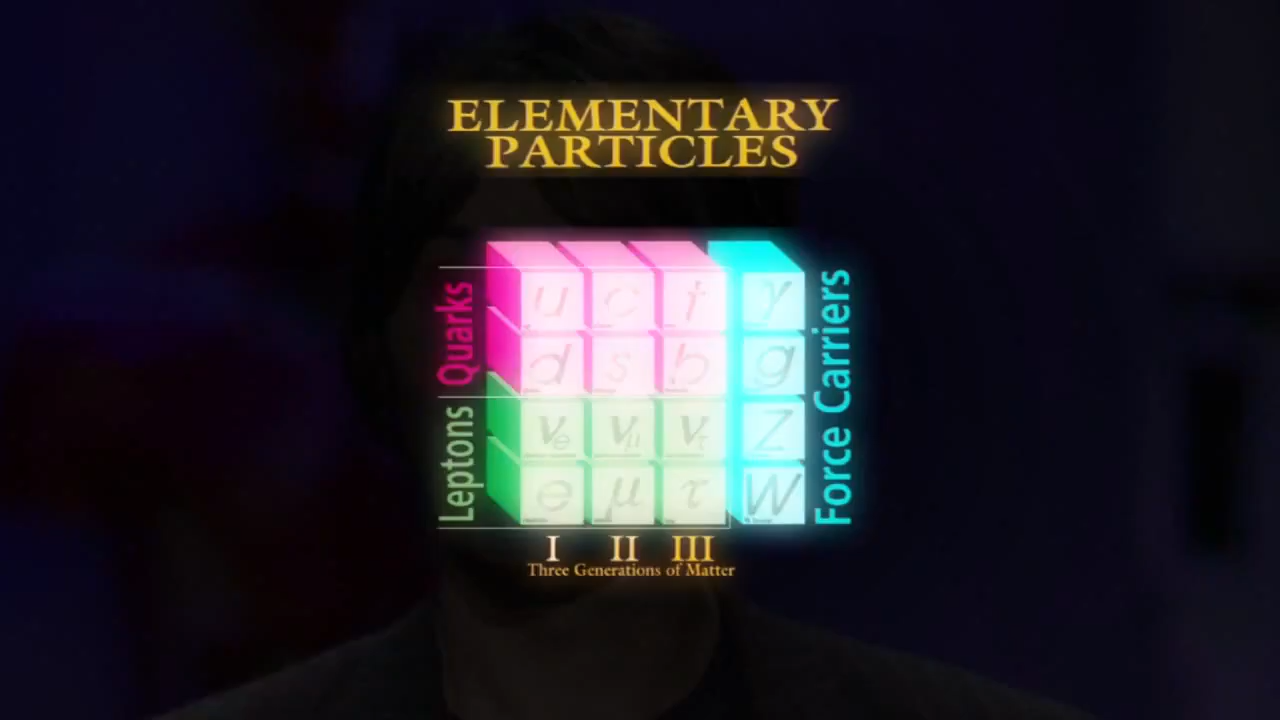 ELEMENTARY
PARTICLES
Quarks
Leptons
u c t γ
d s b g
νe νμ ντ Z
e μ τ W
Force Carriers
I II III
Three Generations of Matter